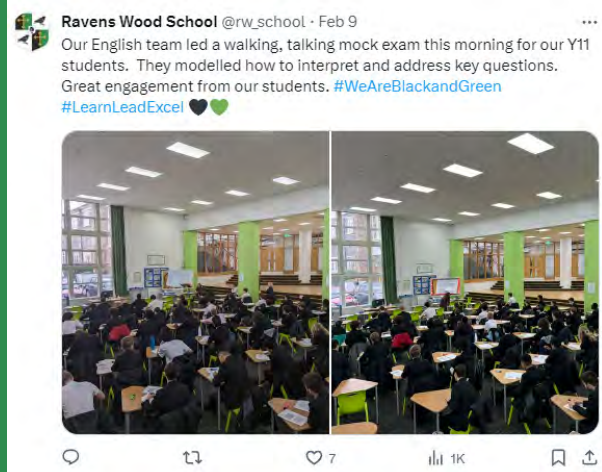 Ravens Wood School @rw_school · Feb 9
Our English team led a walking, talking mock exam this morning for our Y11
students. They modelled how to interpret and address key questions.
Great engagement from our students. #WeAreBlackandGreen
#LearnLeadExcel 🖤💚
7
1K